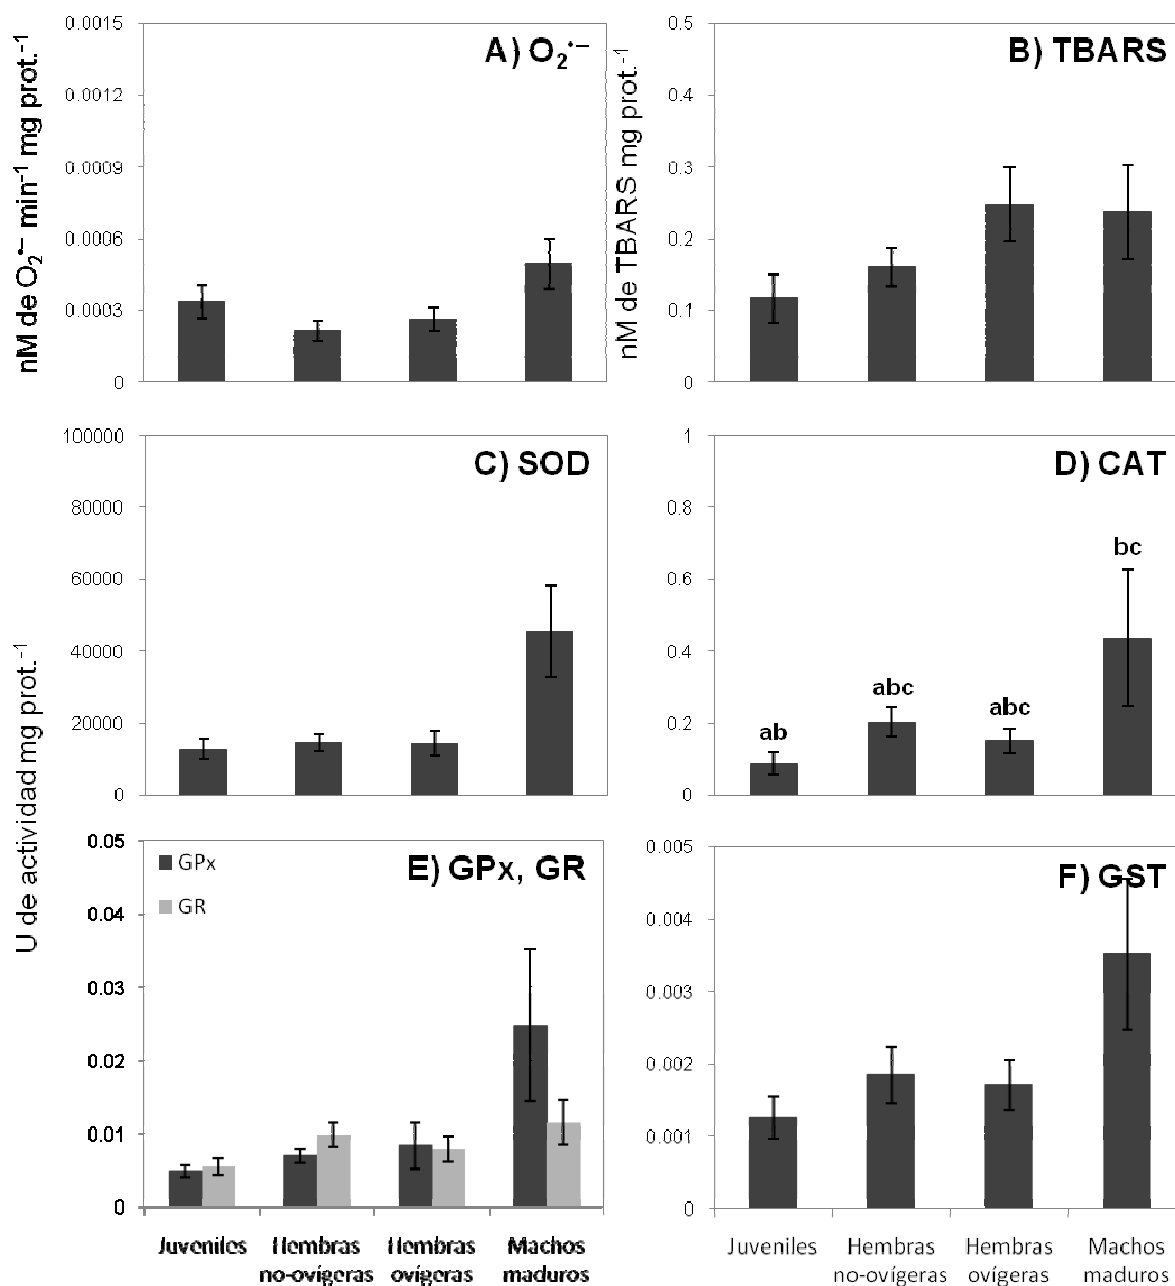 A) O₂•−
nM de O₂•− min⁻¹ mg prot.⁻¹
0.0015
0.0012
0.0009
0.0006
0.0003
0
B) TBARS
nM de TBARS mg prot.⁻¹
0.5
0.4
0.3
0.2
0.1
0
U de actividad mg prot.⁻¹
C) SOD
100000
80000
60000
40000
20000
0
D) CAT
1
0.8
0.6
0.4
0.2
0
ab
abc
abc
bc
E) GPx, GR
GPx
GR
0.05
0.04
0.03
0.02
0.01
0
Juveniles
Hembras
no-ovígeras
Hembras
ovígeras
Machos
maduros
F) GST
0.005
0.004
0.003
0.002
0.001
0
Juveniles
Hembras
no-ovígeras
Hembras
ovígeras
Machos
maduros